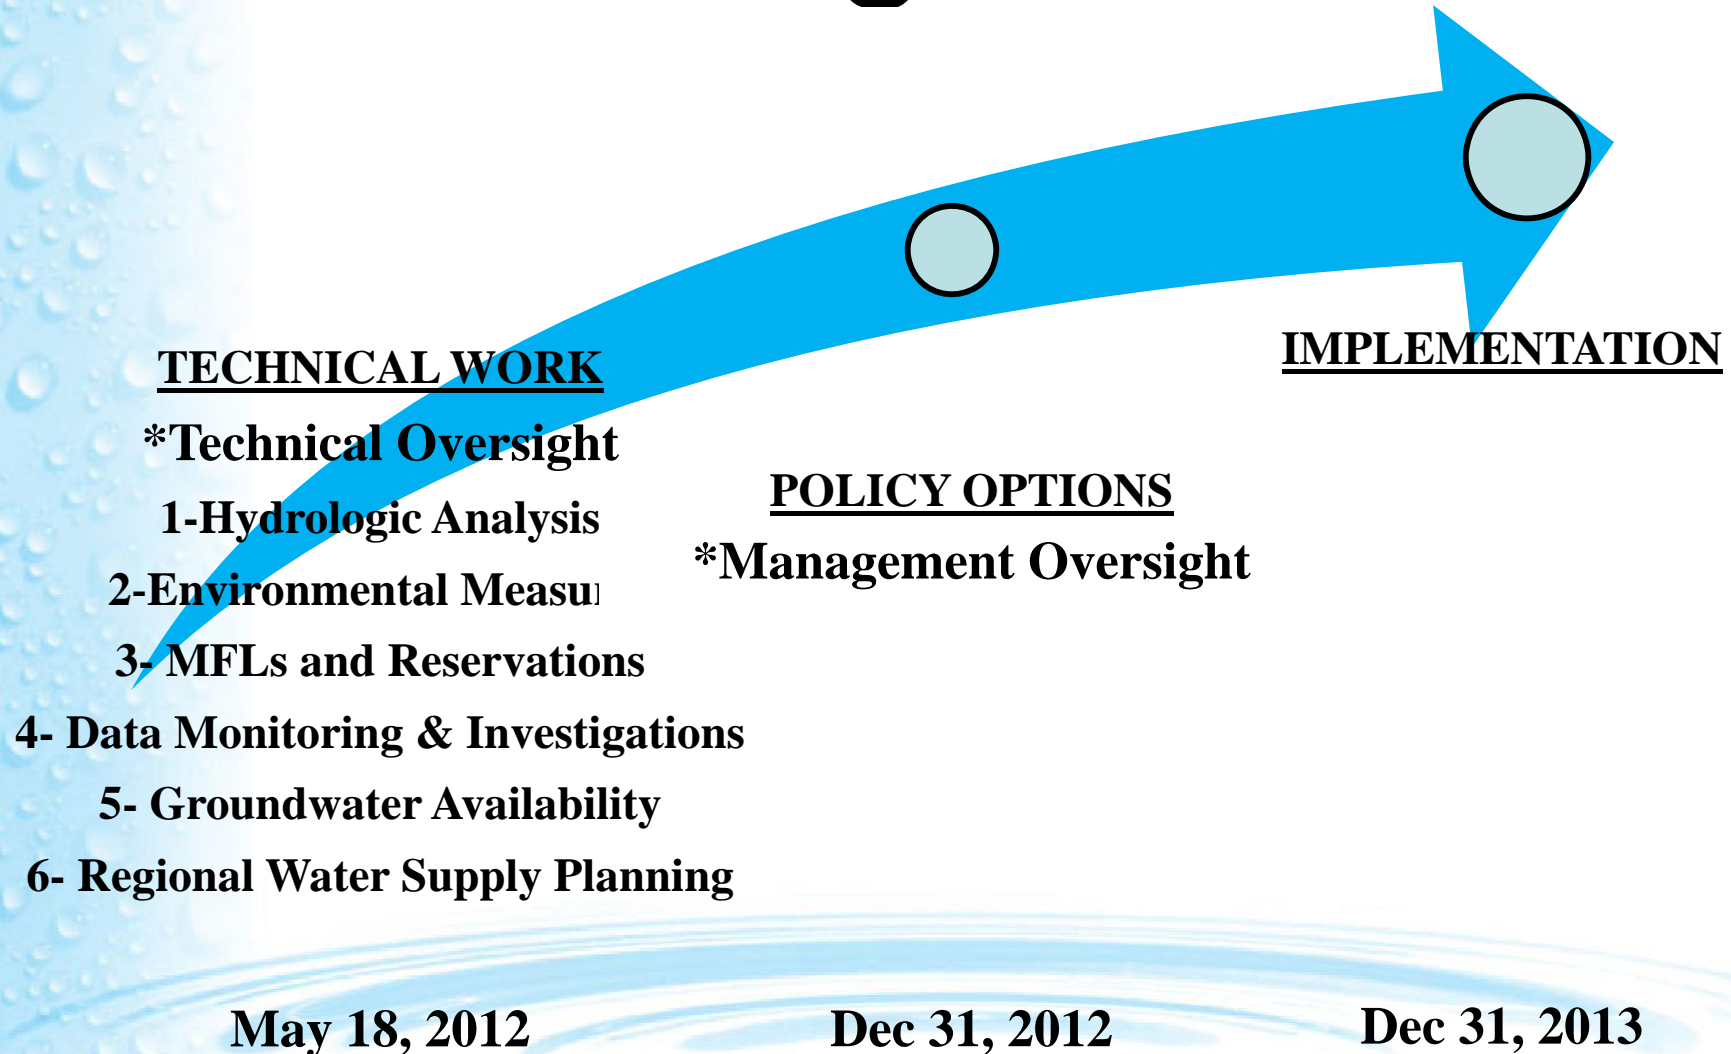 TECHNICAL WORK
*Technical Oversight
1-Hydrologic Analysis
2-Environmental
3- MFLs and Reservations
4- Data Monitoring & Investigations
5- Groundwater Availability
6- Regional Water Supply Planning
May 18, 2012
POLICY OPTIONS
*Management Oversight
Dec 31, 2012
IMPLEMENTATION
Dec 31, 2013